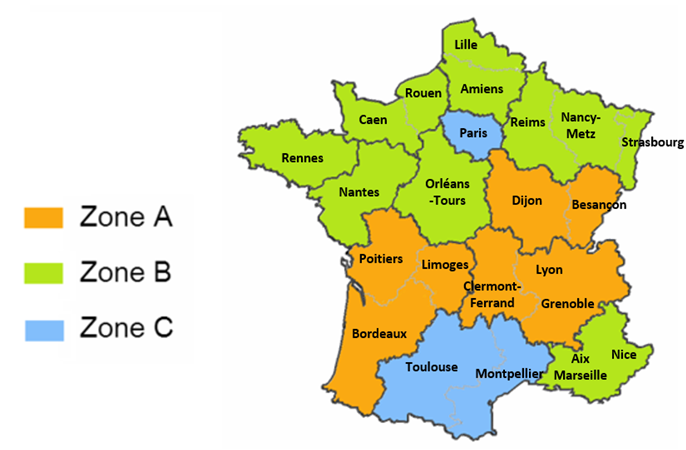 Zone A
Zone B
Zone C
Lille
Amiens
Rouen
Caen
Paris
Reims
Nancy-
Metz
Strasbourg
Rennes
Nantes
Orléans
-Tours
Dijon
Besançon
Poitiers
Limoges
Clermont-
Ferrand
Lyon
Grenoble
Bordeaux
Toulouse
Montpellier
Aix
Marseille
Nice